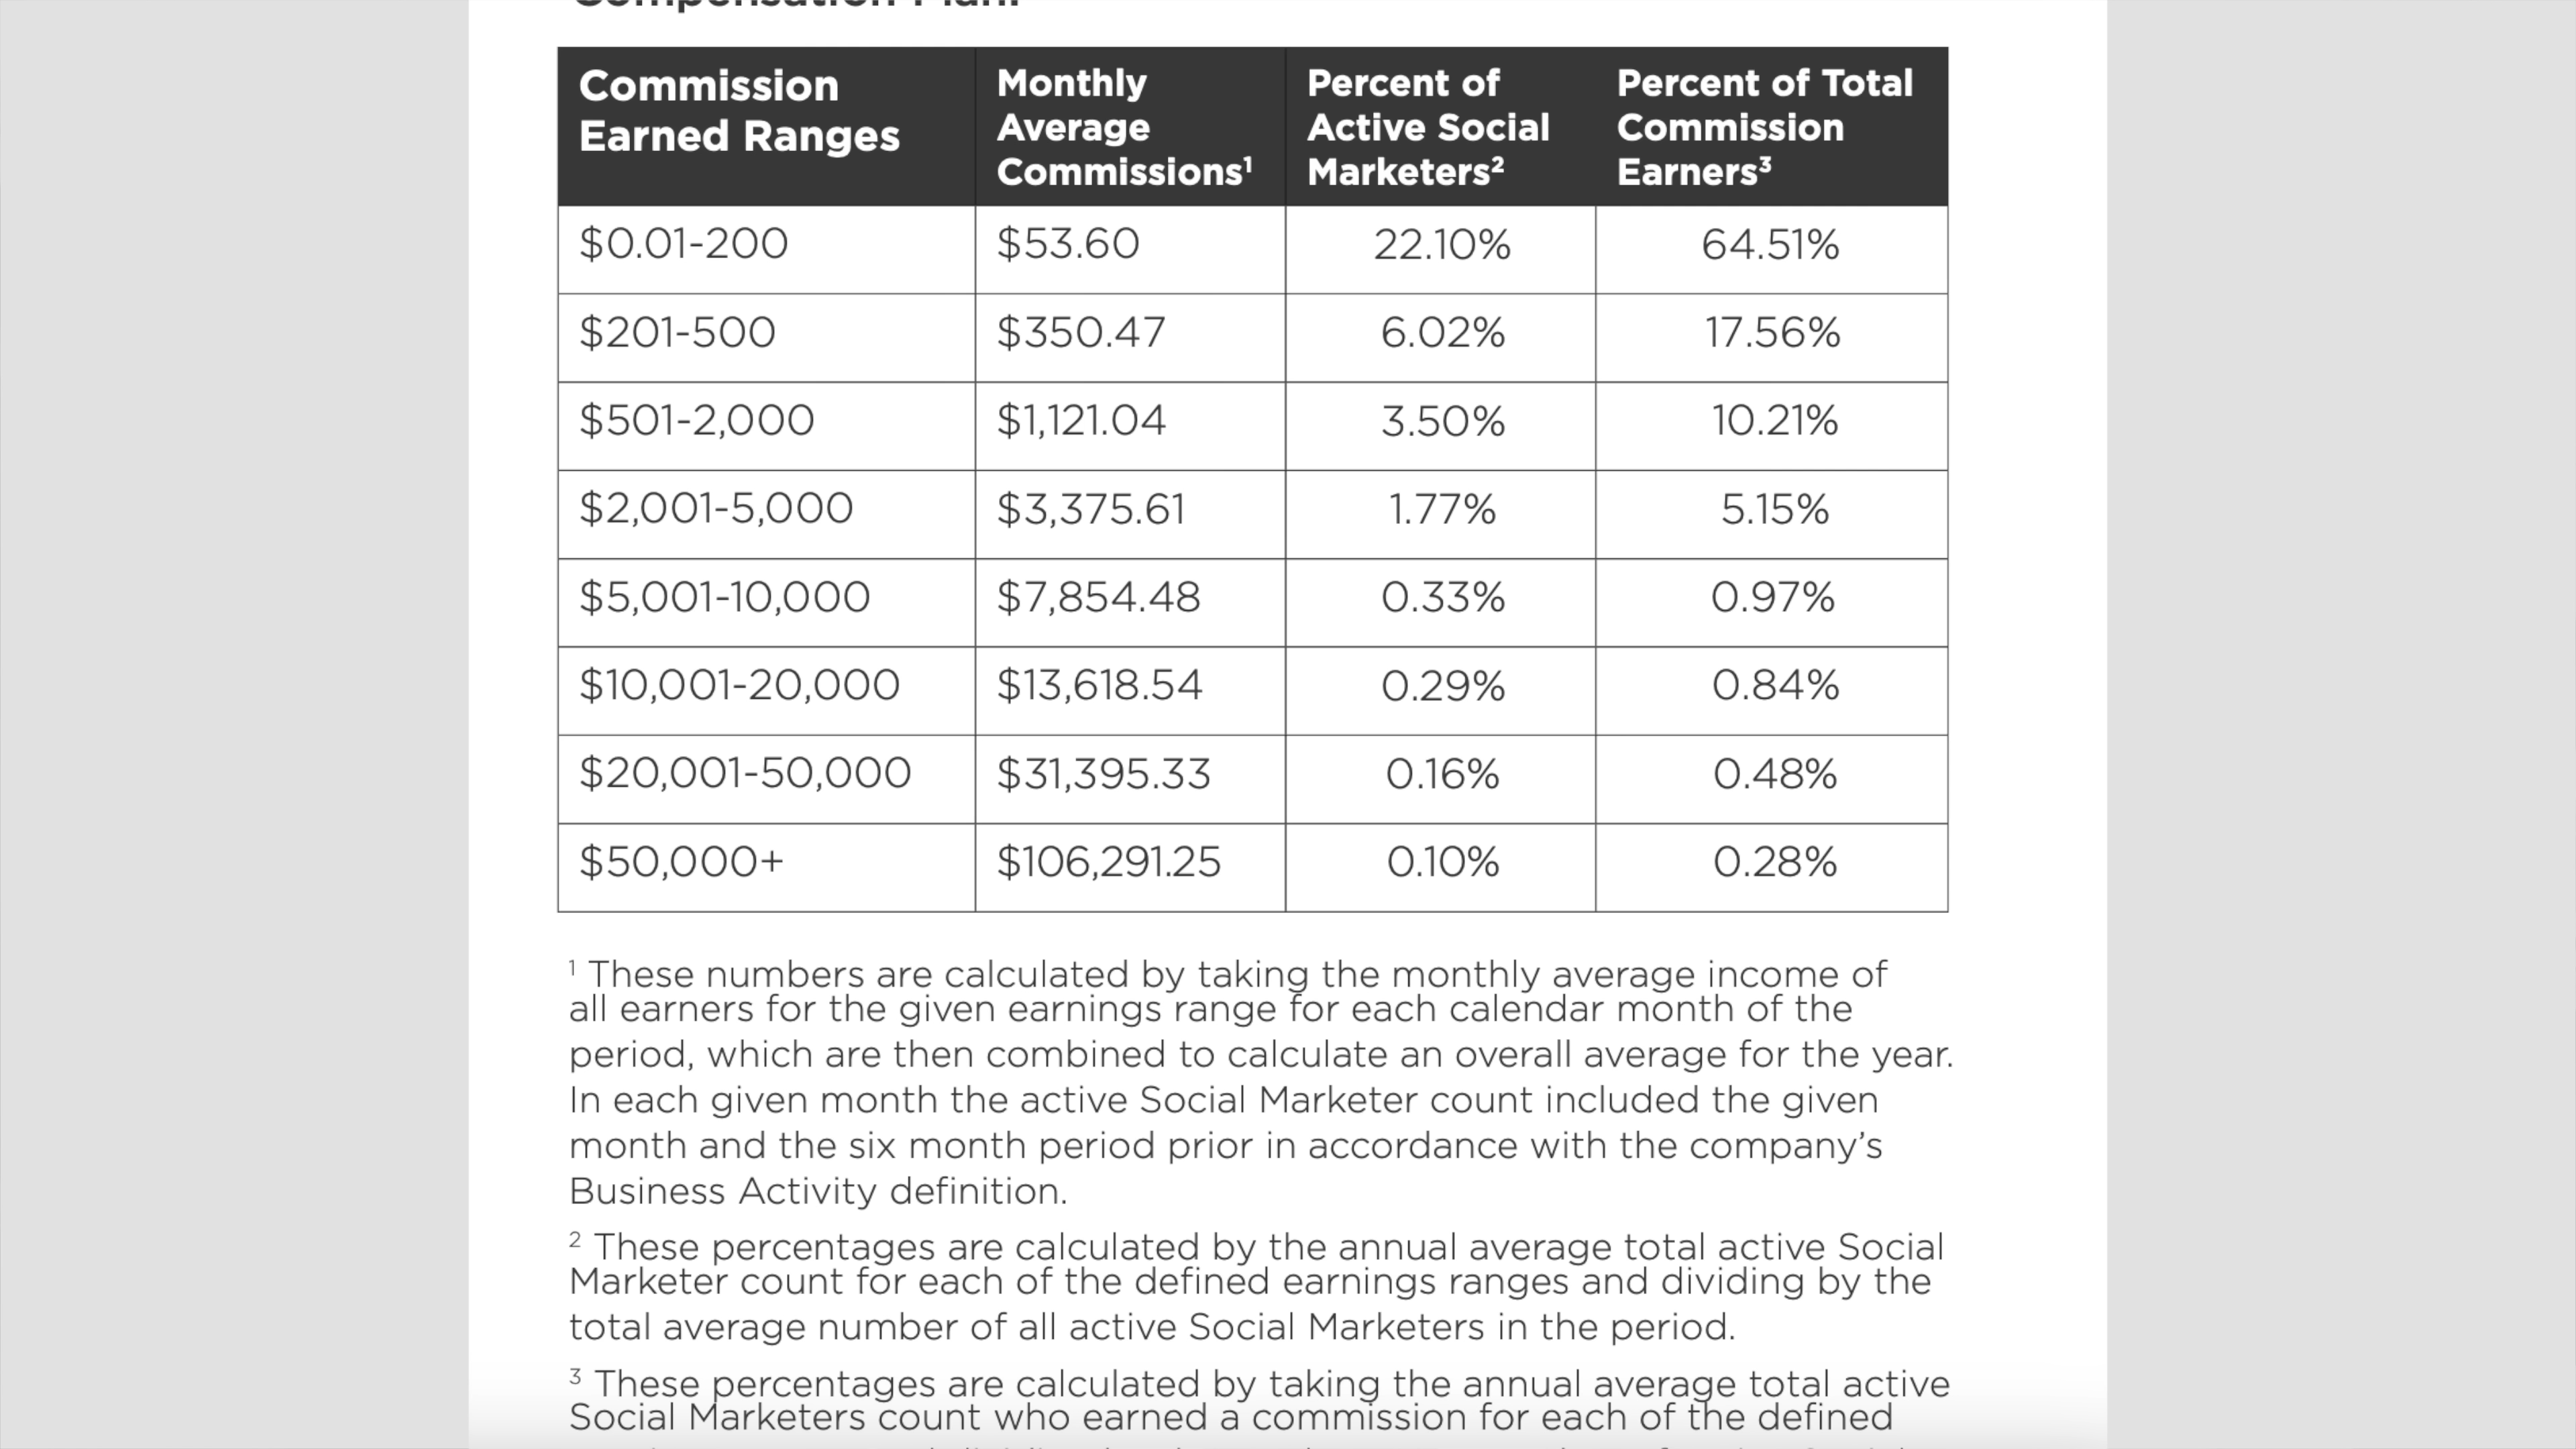 Compensation Plan.
Commission Earned Ranges | Monthly Average Commissions¹ | Percent of Active Social Marketers² | Percent of Total Commission Earners³
$0.01-200 | $53.60 | 22.10% | 64.51%
$201-500 | $350.47 | 6.02% | 17.56%
$501-2,000 | $1,121.04 | 3.50% | 10.21%
$2,001-5,000 | $3,375.61 | 1.77% | 5.15%
$5,001-10,000 | $7,854.48 | 0.33% | 0.97%
$10,001-20,000 | $13,618.54 | 0.29% | 0.84%
$20,001-50,000 | $31,395.33 | 0.16% | 0.48%
$50,000+ | $106,291.25 | 0.10% | 0.28%
¹ These numbers are calculated by taking the monthly average income of
all earners for the given earnings range for each calendar month of the
period, which are then combined to calculate an overall average for the year.
In each given month the active Social Marketer count included the given
month and the six month period prior in accordance with the company's
Business Activity definition.
² These percentages are calculated by the annual average total active Social
Marketer count for each of the defined earnings ranges and dividing by the
total average number of all active Social Marketers in the period.
³ These percentages are calculated by taking the annual average total active
Social Marketers count who earned a commission for each of the defined